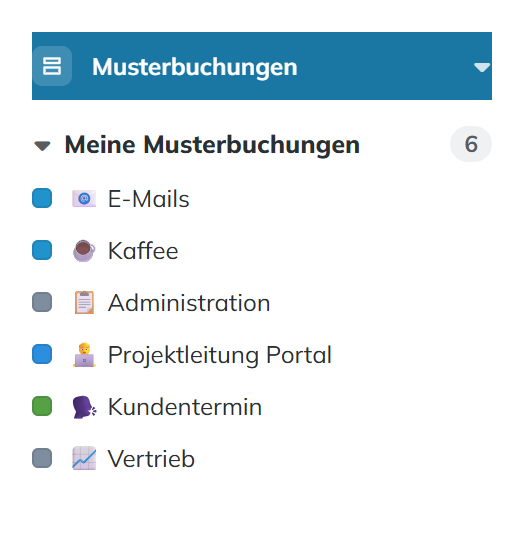 Musterbuchungen
Meine Musterbuchungen 6
E-Mails
Kaffee
Administration
Projektleitung Portal
Kundentermin
Vertrieb